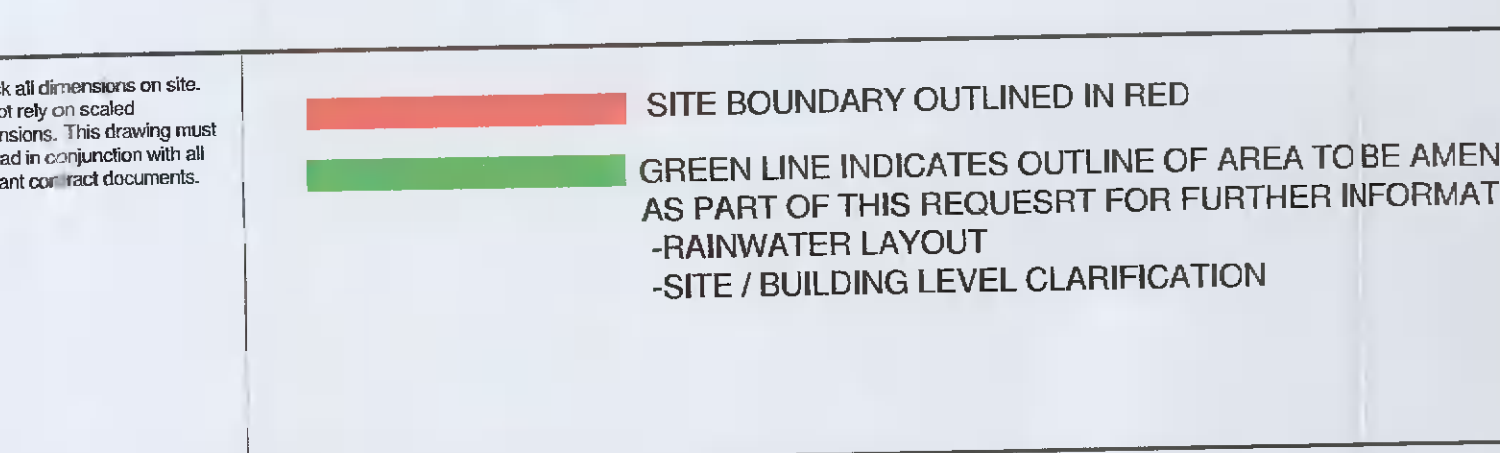 k all dimensions on site.
ot rely on scaled
nsions. This drawing must
ad in conjunction with all
ant contract documents.
SITE BOUNDARY OUTLINED IN RED
GREEN LINE INDICATES OUTLINE OF AREA TO BE AMEN
AS PART OF THIS REQUESRT FOR FURTHER INFORMAT
-RAINWATER LAYOUT
-SITE / BUILDING LEVEL CLARIFICATION